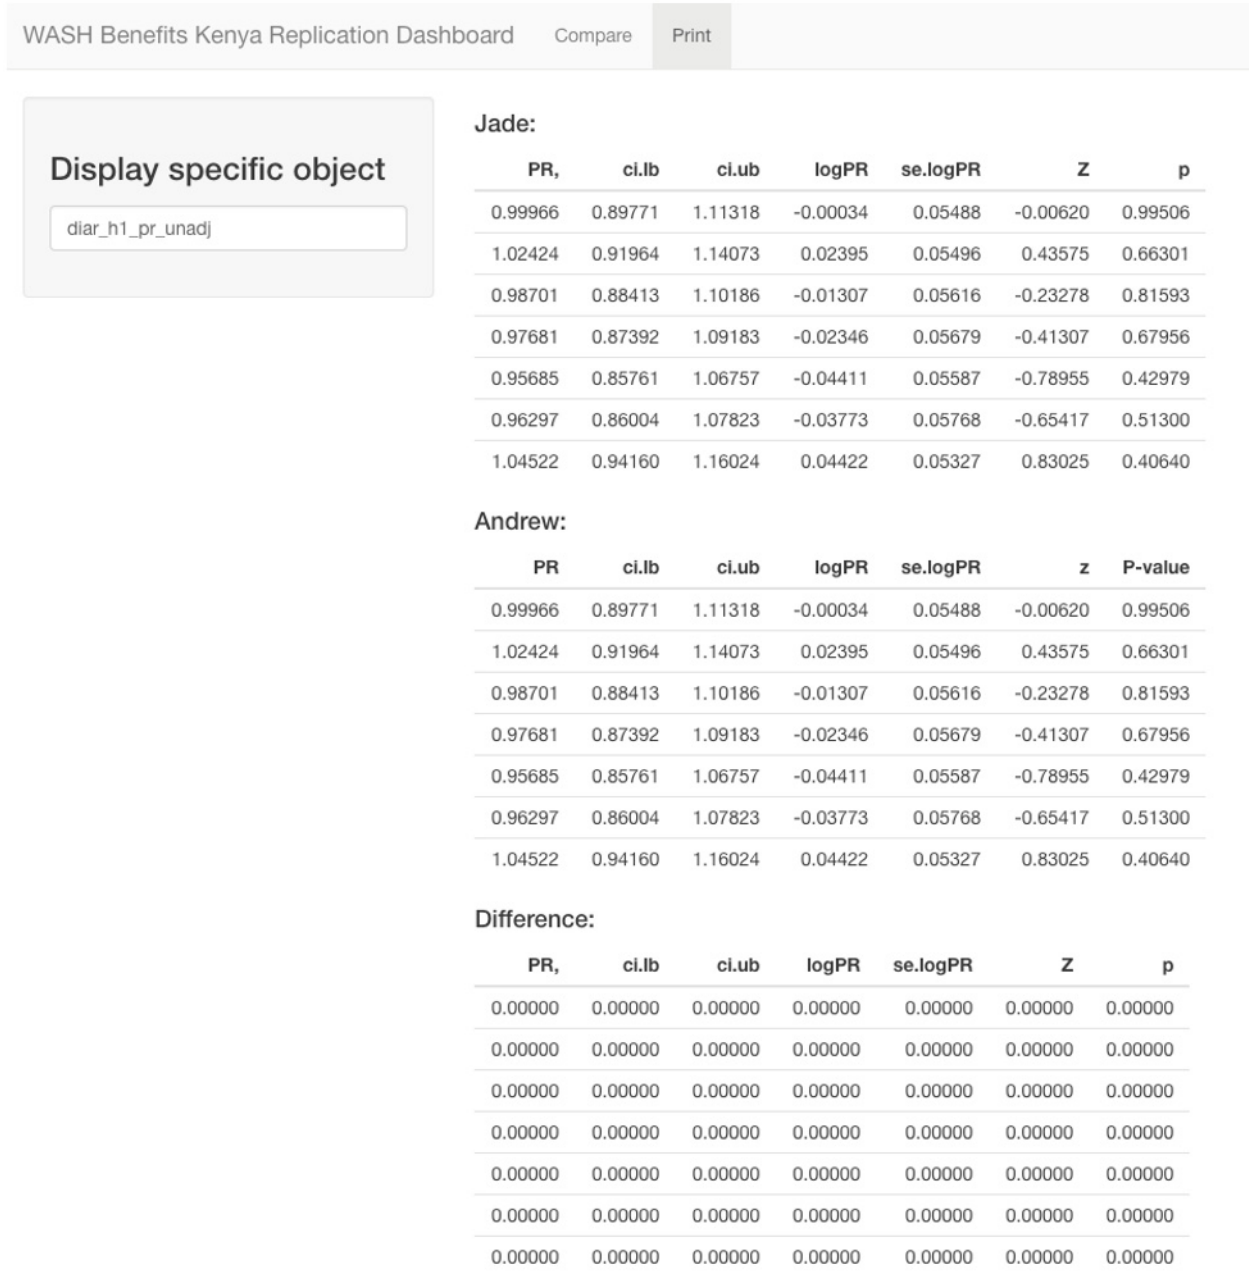 WASH Benefits Kenya Replication Dashboard Compare Print
Display specific object
diar_h1_pr_unadj
Jade:
PR, ci.lb ci.ub logPR se.logPR Z p
0.99966 0.89771 1.11318 -0.00034 0.05488 -0.00620 0.99506
1.02424 0.91964 1.14073 0.02395 0.05496 0.43575 0.66301
0.98701 0.88413 1.10186 -0.01307 0.05616 -0.23278 0.81593
0.97681 0.87392 1.09183 -0.02346 0.05679 -0.41307 0.67956
0.95685 0.85761 1.06757 -0.04411 0.05587 -0.78955 0.42979
0.96297 0.86004 1.07823 -0.03773 0.05768 -0.65417 0.51300
1.04522 0.94160 1.16024 0.04422 0.05327 0.83025 0.40640
Andrew:
PR ci.lb ci.ub logPR se.logPR z P-value
0.99966 0.89771 1.11318 -0.00034 0.05488 -0.00620 0.99506
1.02424 0.91964 1.14073 0.02395 0.05496 0.43575 0.66301
0.98701 0.88413 1.10186 -0.01307 0.05616 -0.23278 0.81593
0.97681 0.87392 1.09183 -0.02346 0.05679 -0.41307 0.67956
0.95685 0.85761 1.06757 -0.04411 0.05587 -0.78955 0.42979
0.96297 0.86004 1.07823 -0.03773 0.05768 -0.65417 0.51300
1.04522 0.94160 1.16024 0.04422 0.05327 0.83025 0.40640
Difference:
PR, ci.lb ci.ub logPR se.logPR Z p
0.00000 0.00000 0.00000 0.00000 0.00000 0.00000 0.00000
0.00000 0.00000 0.00000 0.00000 0.00000 0.00000 0.00000
0.00000 0.00000 0.00000 0.00000 0.00000 0.00000 0.00000
0.00000 0.00000 0.00000 0.00000 0.00000 0.00000 0.00000
0.00000 0.00000 0.00000 0.00000 0.00000 0.00000 0.00000
0.00000 0.00000 0.00000 0.00000 0.00000 0.00000 0.00000
0.00000 0.00000 0.00000 0.00000 0.00000 0.00000 0.00000